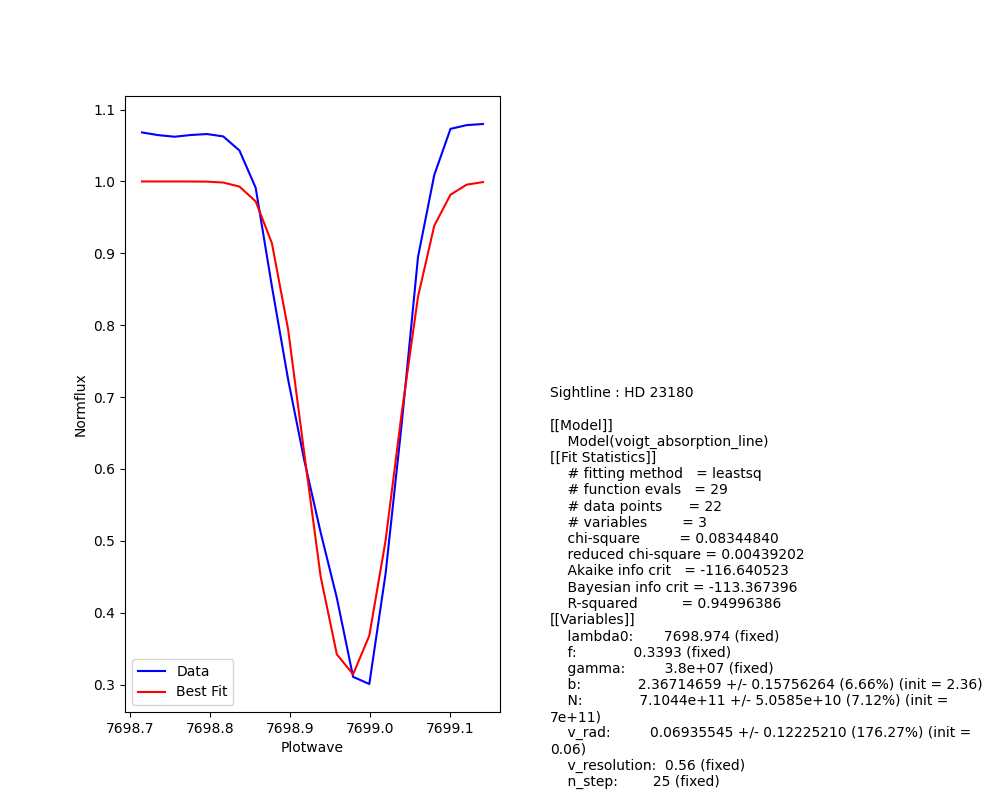 1.1
1.0
0.9
0.8
0.7
0.6
0.5
0.4
0.3
Normflux
Data
Best Fit
7698.7 7698.8 7698.9 7699.0 7699.1
Plotwave
Sightline : HD 23180
[[Model]]
Model(voigt_absorption_line)
[[Fit Statistics]]
# fitting method = leastsq
# function evals = 29
# data points = 22
# variables = 3
chi-square = 0.08344840
reduced chi-square = 0.00439202
Akaike info crit = -116.640523
Bayesian info crit = -113.367396
R-squared = 0.94996386
[[Variables]]
lambda0: 7698.974 (fixed)
f: 0.3393 (fixed)
gamma: 3.8e+07 (fixed)
b: 2.36714659 +/- 0.15756264 (6.66%) (init = 2.36)
N: 7.1044e+11 +/- 5.0585e+10 (7.12%) (init =
7e+11)
v_rad: 0.06935545 +/- 0.12225210 (176.27%) (init =
0.06)
v_resolution: 0.56 (fixed)
n_step: 25 (fixed)